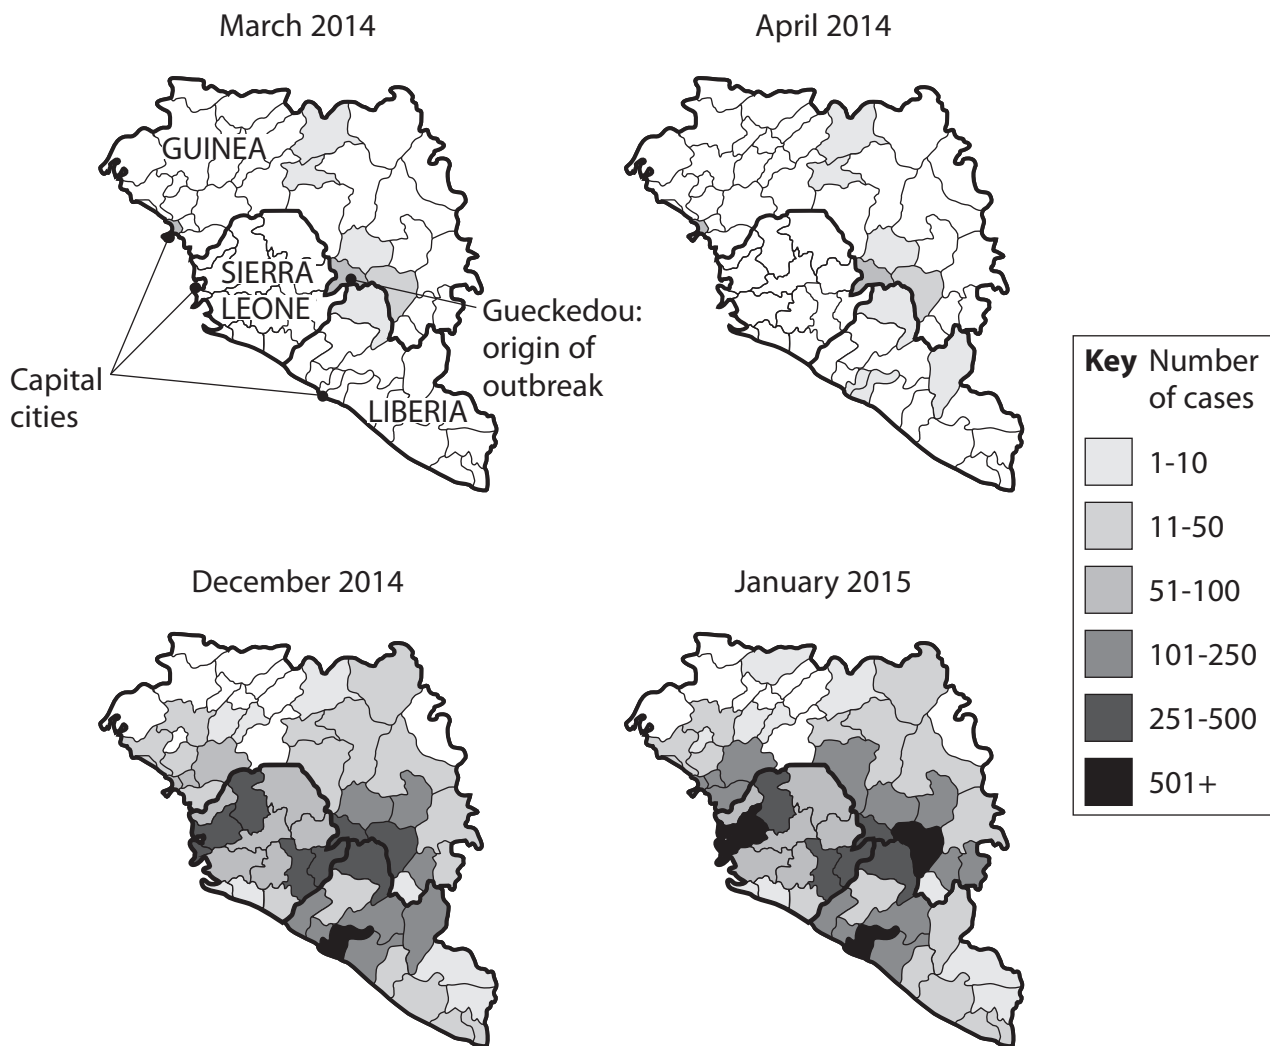 March 2014
April 2014
GUINEA
SIERRA
LEONE
Gueckedou:
origin of
outbreak
Capital
cities
LIBERIA
Key Number
of cases
1-10
11-50
51-100
101-250
251-500
501+
December 2014
January 2015